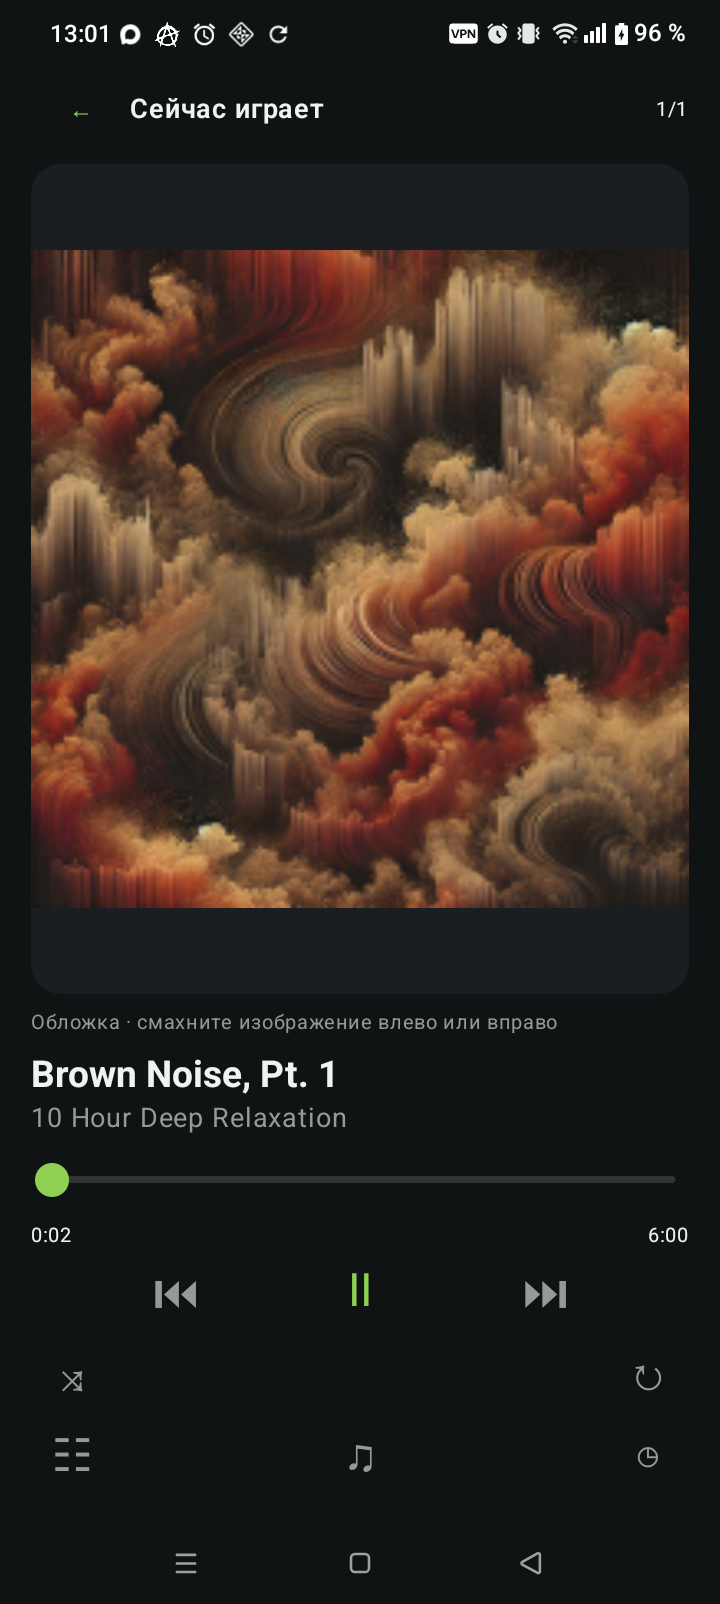 13:01 VPN 96 %
← Сейчас играет 1/1
Обложка · смахните изображение влево или вправо
Brown Noise, Pt. 1
10 Hour Deep Relaxation
0:02 6:00